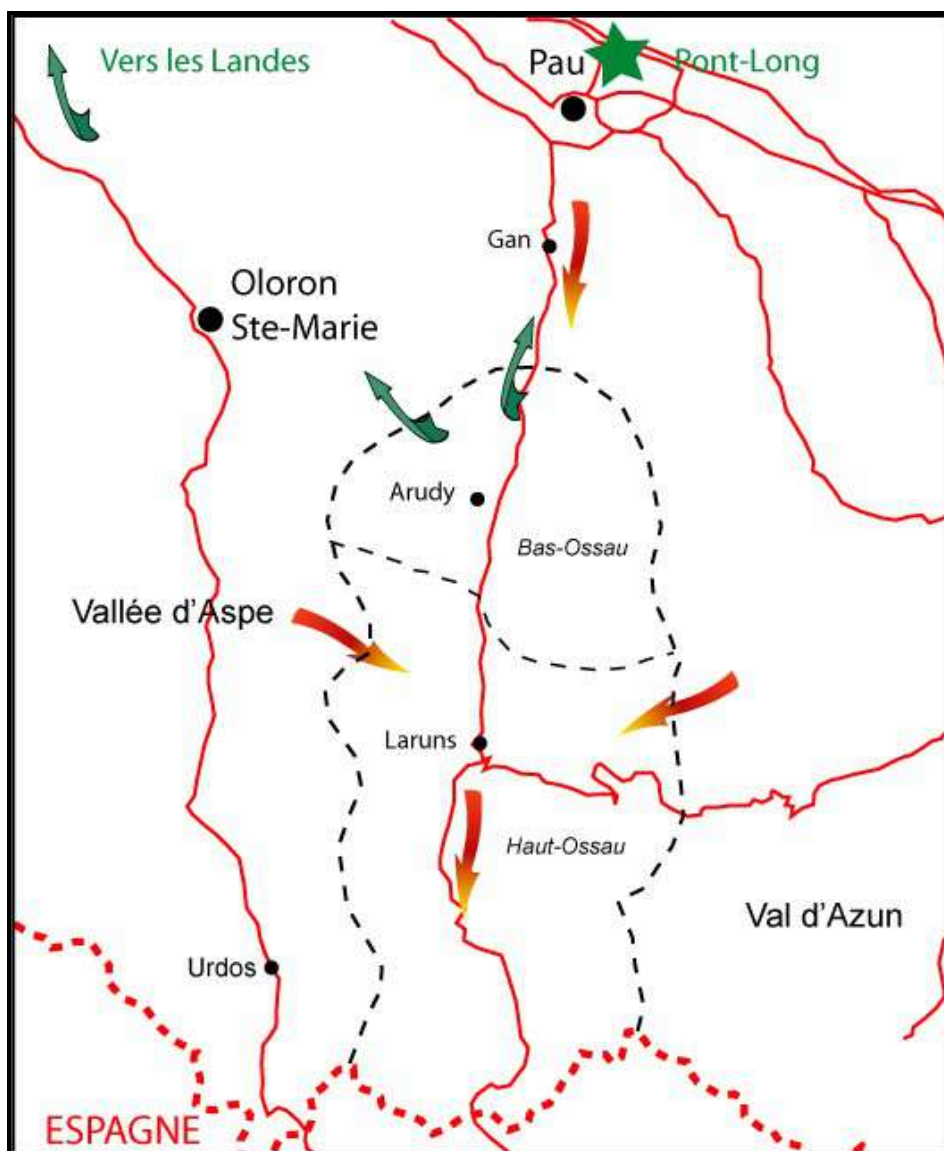 Vers les Landes
Pau
Pont-Long
Gan
Oloron
Ste-Marie
Arudy
Bas-Ossau
Vallée d'Aspe
Laruns
Haut-Ossau
Val d'Azun
Urdos
ESPAGNE